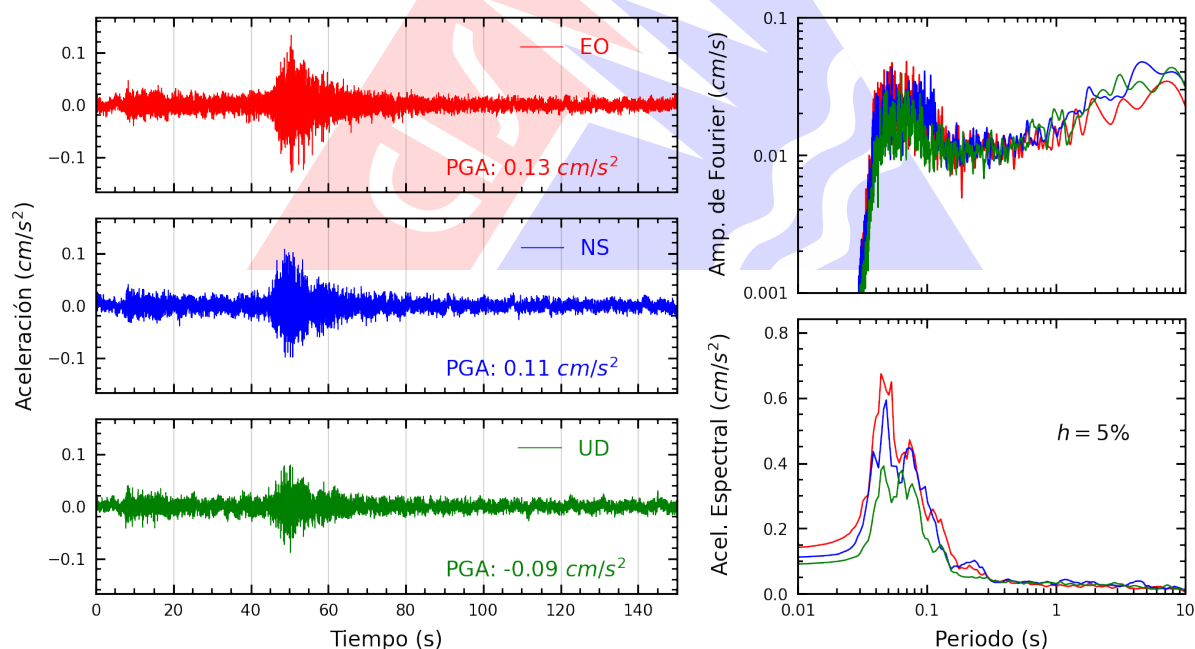 Aceleración (cm/s²)
0.1
0.0
−0.1
EO
PGA: 0.13 cm/s²
0.1
0.0
−0.1
NS
PGA: 0.11 cm/s²
0.1
0.0
−0.1
UD
PGA: -0.09 cm/s²
0 20 40 60 80 100 120 140
Tiempo (s)
Amp. de Fourier (cm/s)
0.1
0.01
0.001
Acel. Espectral (cm/s²)
0.8
0.6
0.4
0.2
0.0
h = 5%
0.01 0.1 1 10
Periodo (s)